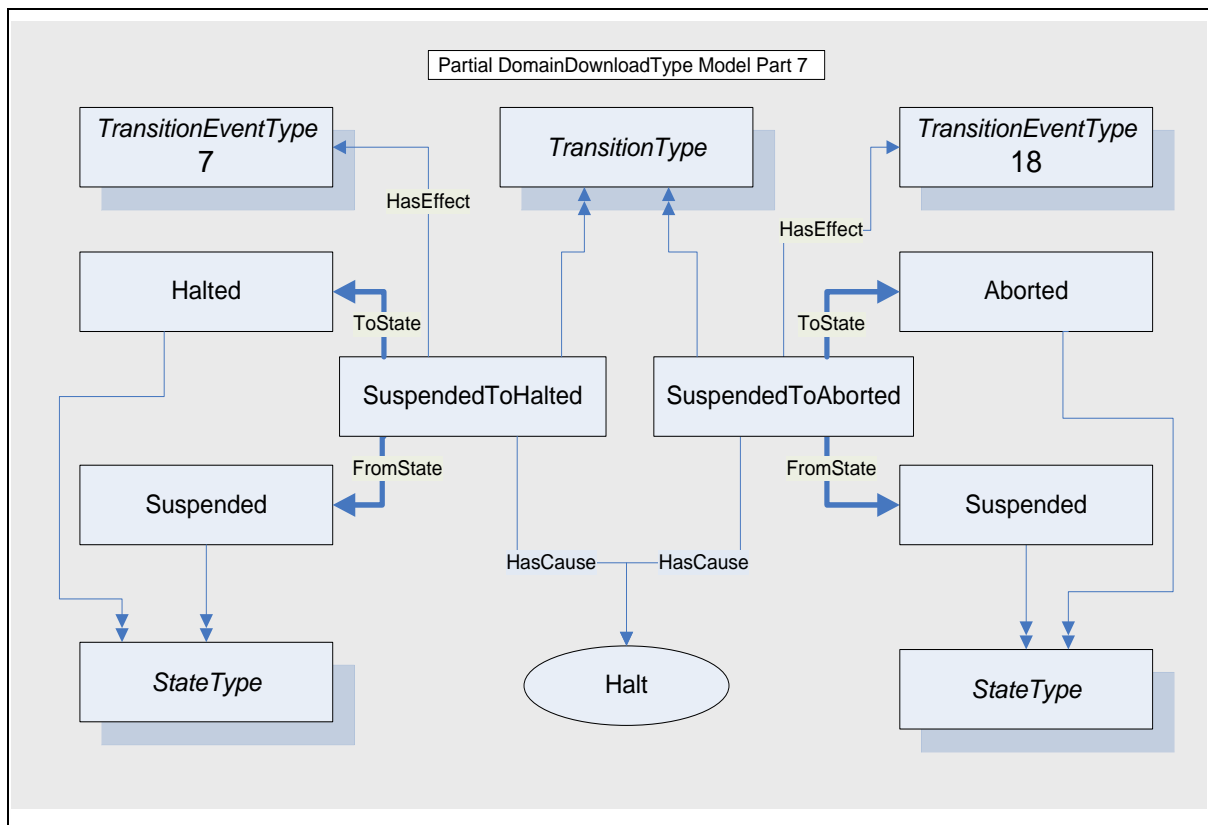 Partial DomainDownloadType Model Part 7
TransitionEventType
7
TransitionType
TransitionEventType
18
HasEffect
HasEffect
Halted
Aborted
ToState
ToState
SuspendedToHalted
SuspendedToAborted
FromState
FromState
Suspended
Suspended
HasCause
HasCause
StateType
Halt
StateType